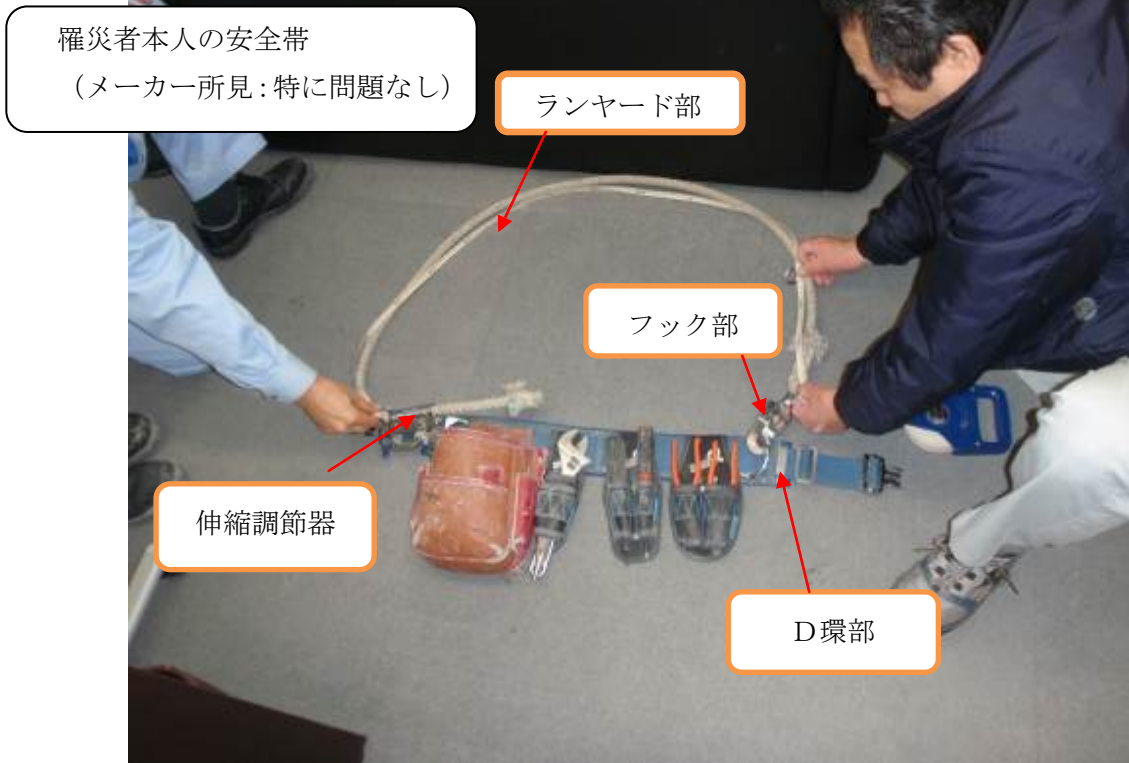 罹災者本人の安全帯
（メーカー所見：特に問題なし）
ランヤード部
フック部
伸縮調節器
Ｄ環部